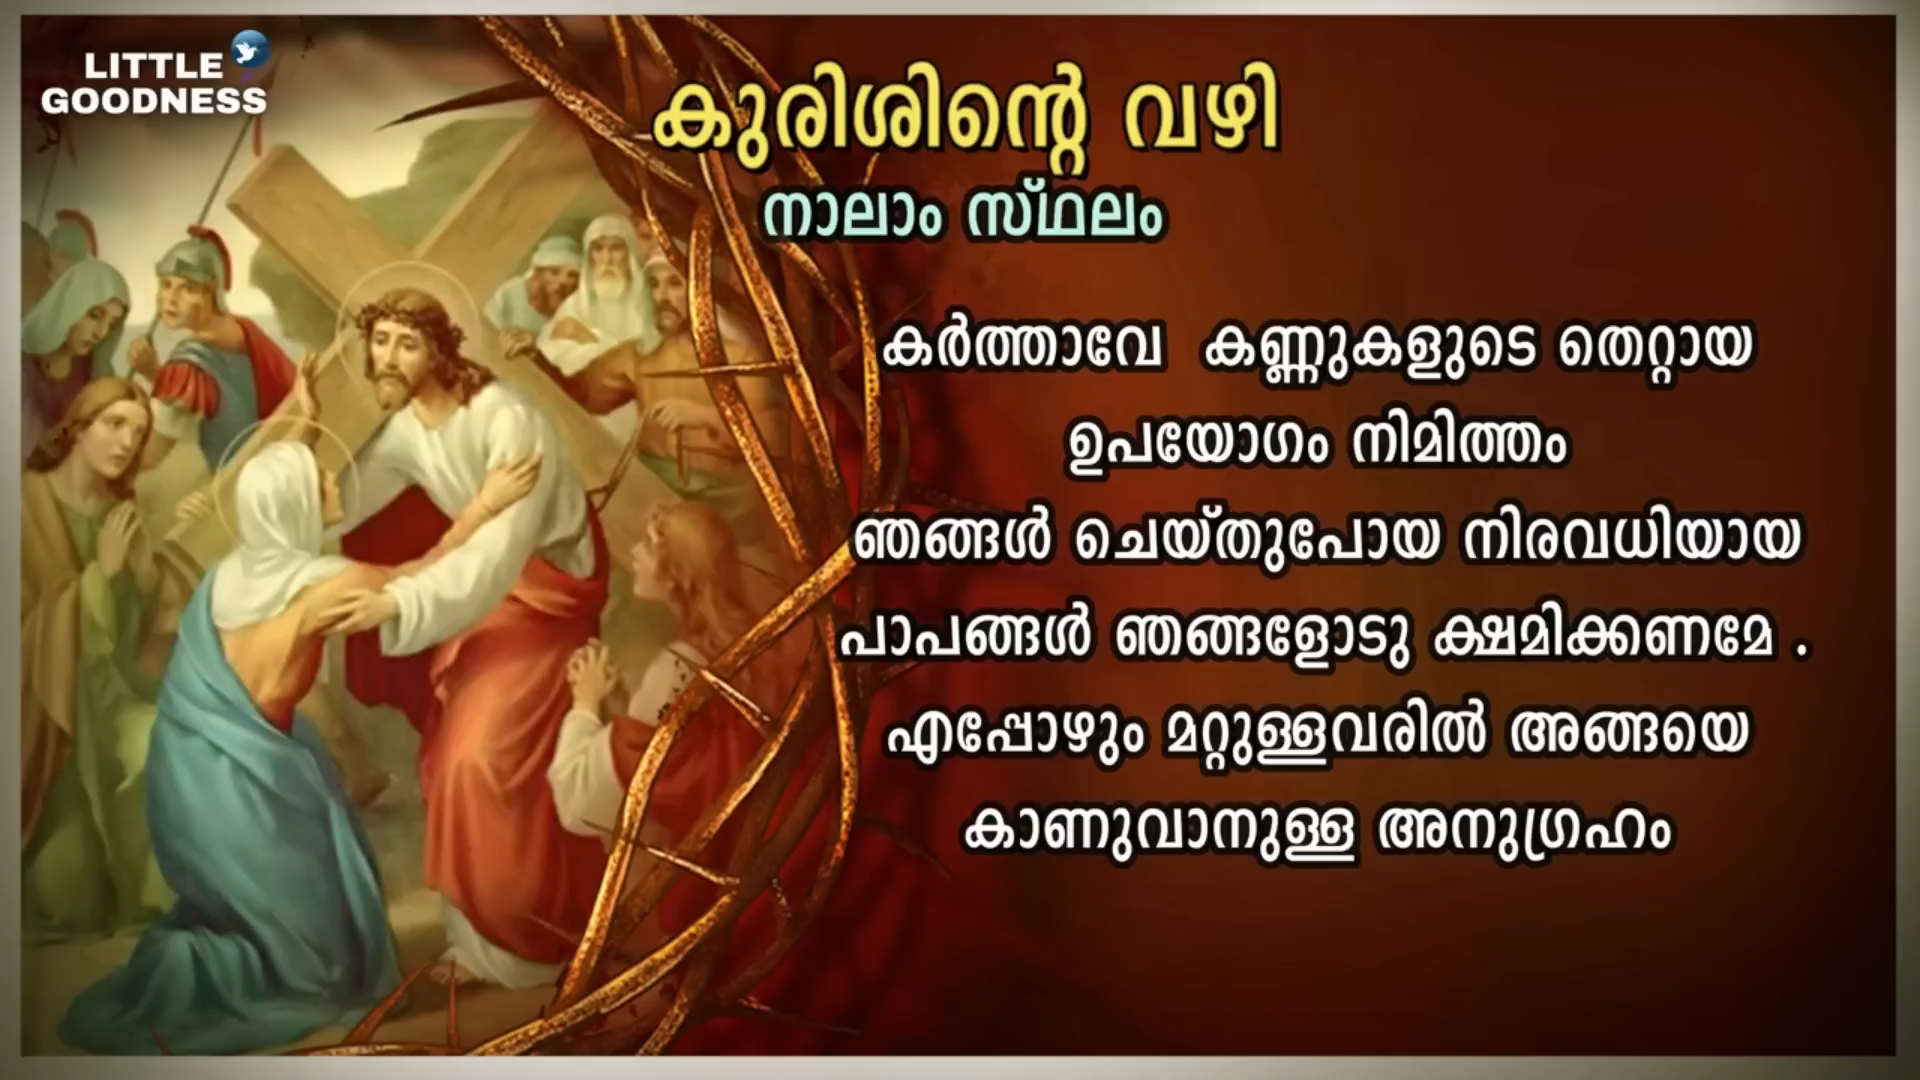 LITTLE
GOODNESS
കുരിശിന്റെ വഴി
നാലാം സ്ഥലം
കർത്താവേ കണ്ണുകളുടെ തെറ്റായ
ഉപയോഗം നിമിത്തം
ഞങ്ങൾ ചെയ്തുപോയ നിരവധിയായ
പാപങ്ങൾ ഞങ്ങളോടു ക്ഷമിക്കണമേ .
എപ്പോഴും മറ്റുള്ളവരിൽ അങ്ങയെ
കാണുവാനുള്ള അനുഗ്രഹം